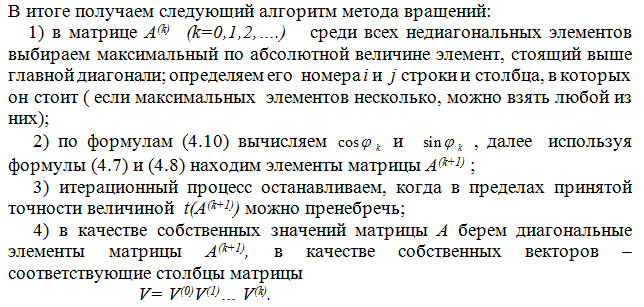 В итоге получаем следующий алгоритм метода вращений:
1) в матрице A(k) (k=0,1,2,….) среди всех недиагональных элементов
выбираем максимальный по абсолютной величине элемент, стоящий выше
главной диагонали; определяем его номера i и j строки и столбца, в которых
он стоит ( если максимальных элементов несколько, можно взять любой из
них);
2) по формулам (4.10) вычисляем cos φ k и sin φ k , далее используя
формулы (4.7) и (4.8) находим элементы матрицы A(k+1) ;
3) итерационный процесс останавливаем, когда в пределах принятой
точности величиной t(A(k+1)) можно пренебречь;
4) в качестве собственных значений матрицы A берем диагональные
элементы матрицы A(k+1), в качестве собственных векторов –
соответствующие столбцы матрицы
V= V(0)V(1)… V(k).